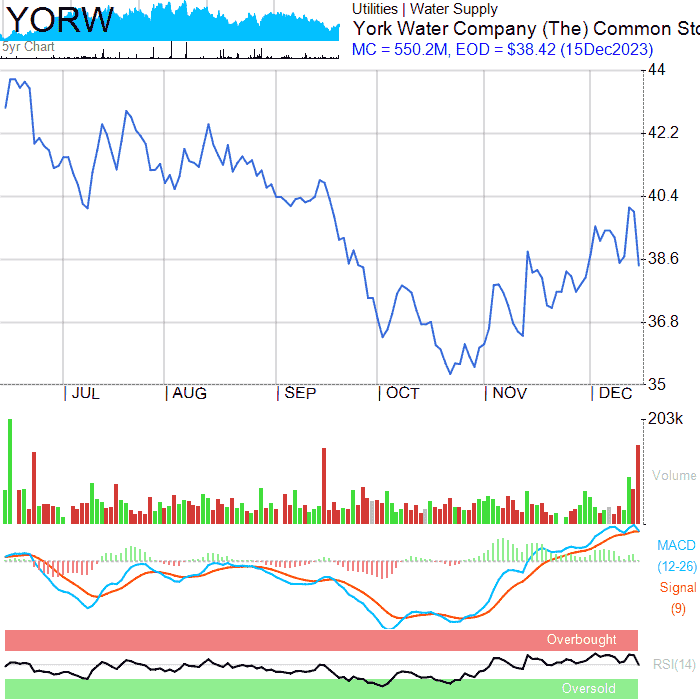 YORW
5yr Chart
Utilities | Water Supply
York Water Company (The) Common Sto
MC = 550.2M, EOD = $38.42 (15Dec2023)
44
42.2
40.4
38.6
36.8
35
JUL AUG SEP OCT NOV DEC
203k
Volume
MACD
(12-26)
Signal
(9)
Overbought
RSI(14)
Oversold